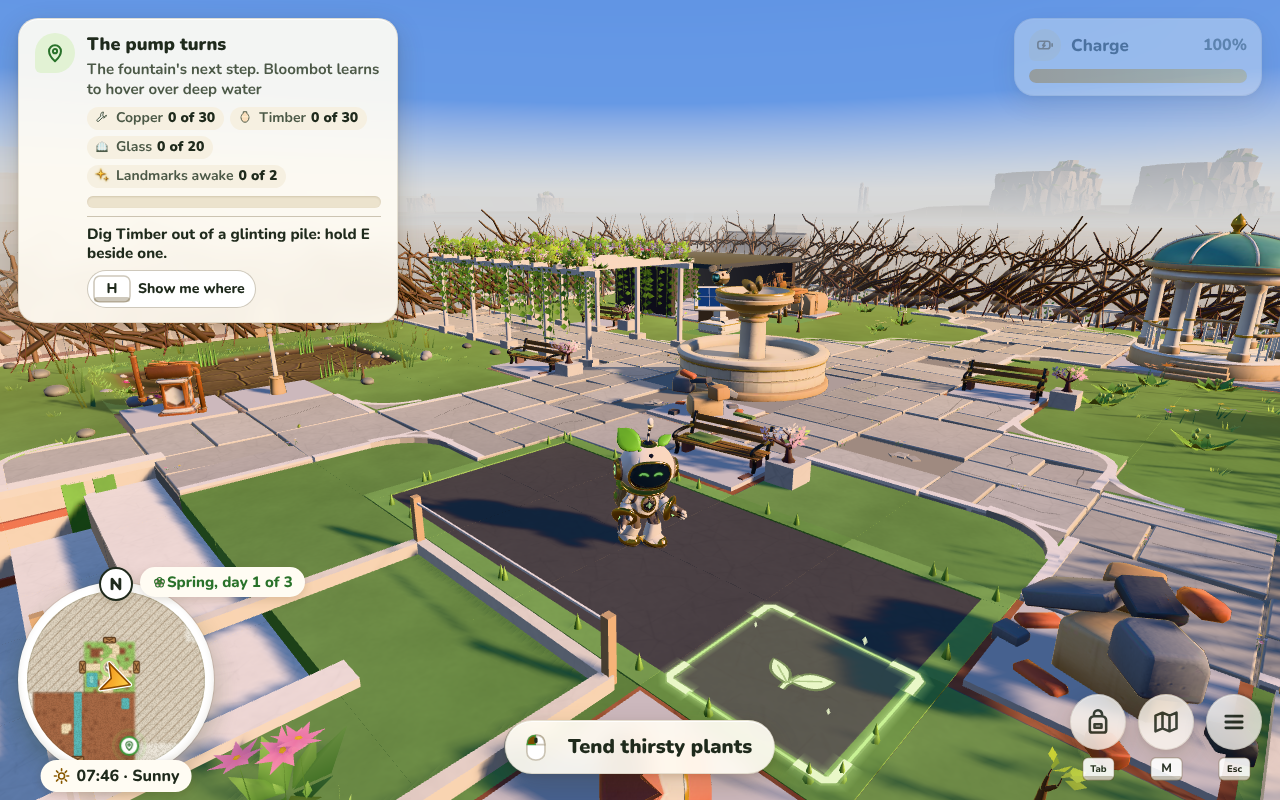 The pump turns
The fountain's next step. Bloombot learns
to hover over deep water
Copper 0 of 30
Timber 0 of 30
Glass 0 of 20
Landmarks awake 0 of 2
Dig Timber out of a glinting pile: hold E
beside one.
H Show me where
Charge 100%
N
Spring, day 1 of 3
07:46 · Sunny
Tend thirsty plants
Tab
M
Esc